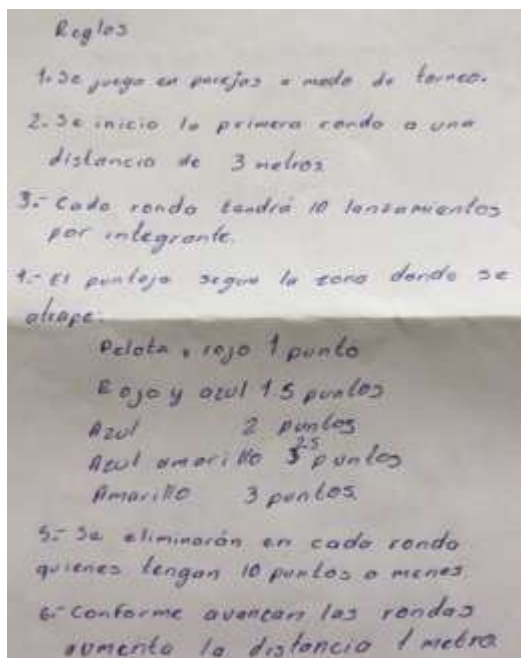 Reglas
1.- Se juega en parejas a modo de torneo.
2.- Se inicia la primera ronda a una
distancia de 3 metros
3.- Cada ronda tendrá 10 lanzamientos
por integrante.
4.- El puntaje segun la zona donde se
atrape:
Pelota rojo 1 punto
Rojo y azul 1.5 puntos
Azul 2 puntos
Azul amarillo 2.5 puntos
Amarillo 3 puntos
5.- Se eliminarán en cada ronda
quienes tengan 10 puntos o menos
6.- Conforme avanzan las rondas
aumenta la distancia 1 metro